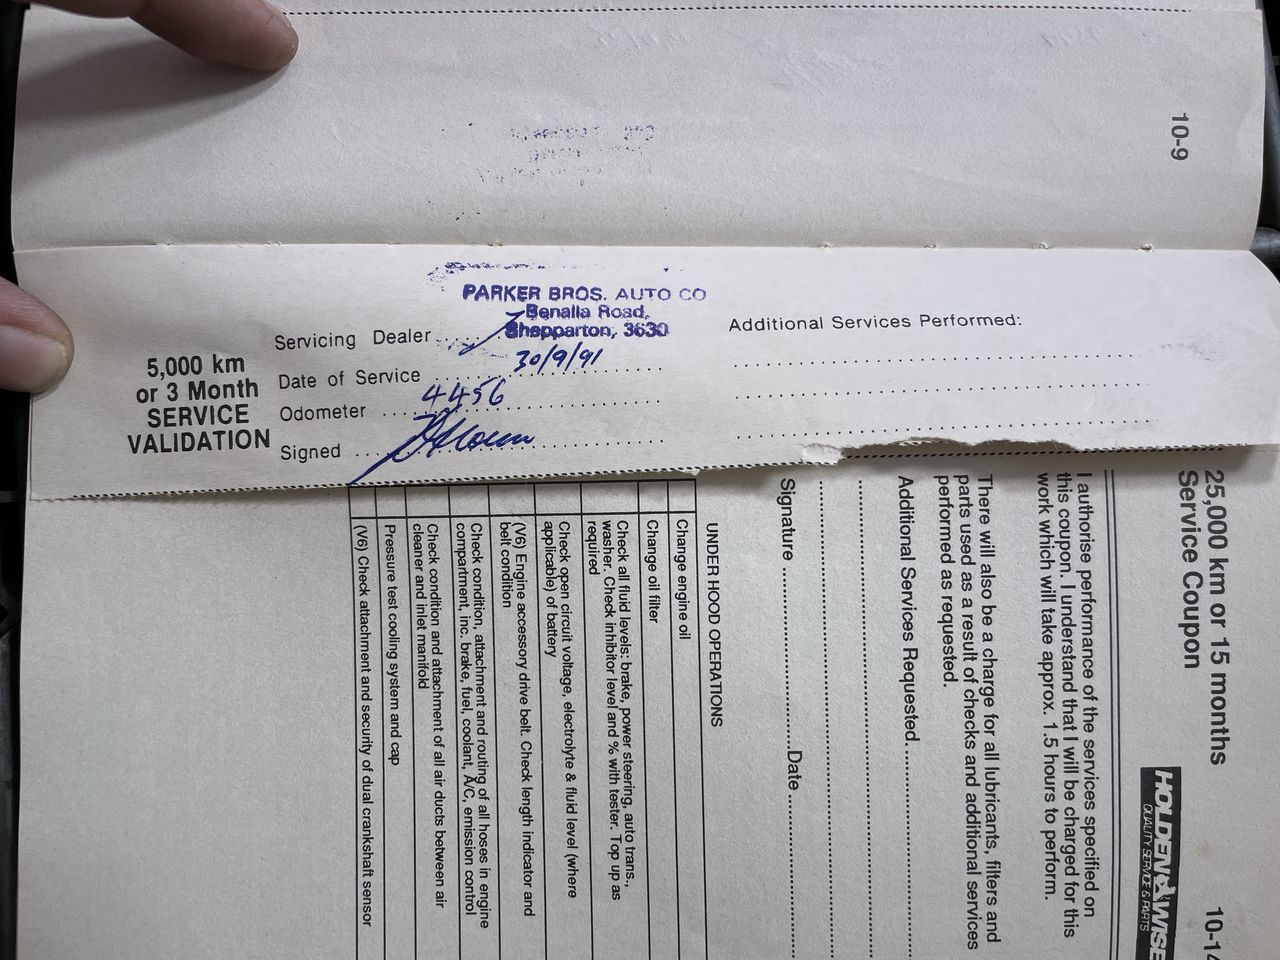 10-9
5,000 km
or 3 Month
SERVICE
VALIDATION
Servicing Dealer
PARKER BROS. AUTO CO
Benalla Road,
Shepparton, 3630
Date of Service 30/9/91
Odometer 4456
Signed
Additional Services Performed:
25,000 km or 15 months
Service Coupon
10-14
HOLDEN WISE
QUALITY SERVICE & PARTS
I authorise performance of the services specified on
this coupon. I understand that I will be charged for this
work which will take approx. 1.5 hours to perform.
There will also be a charge for all lubricants, filters and
parts used as a result of checks and additional services
performed as requested.
Additional Services Requested
Signature Date
UNDER HOOD OPERATIONS
Change engine oil
Change oil filter
Check all fluid levels: brake, power steering, auto trans.,
washer. Check inhibitor level and % with tester. Top up as
required
Check open circuit voltage, electrolyte & fluid level (where
applicable) of battery
(V6) Engine accessory drive belt. Check length indicator and
belt condition
Check condition, attachment and routing of all hoses in engine
compartment, inc. brake, fuel, coolant, A/C, emission control
Check condition and attachment of all air ducts between air
cleaner and inlet manifold
Pressure test cooling system and cap
(V6) Check attachment and security of dual crankshaft sensor